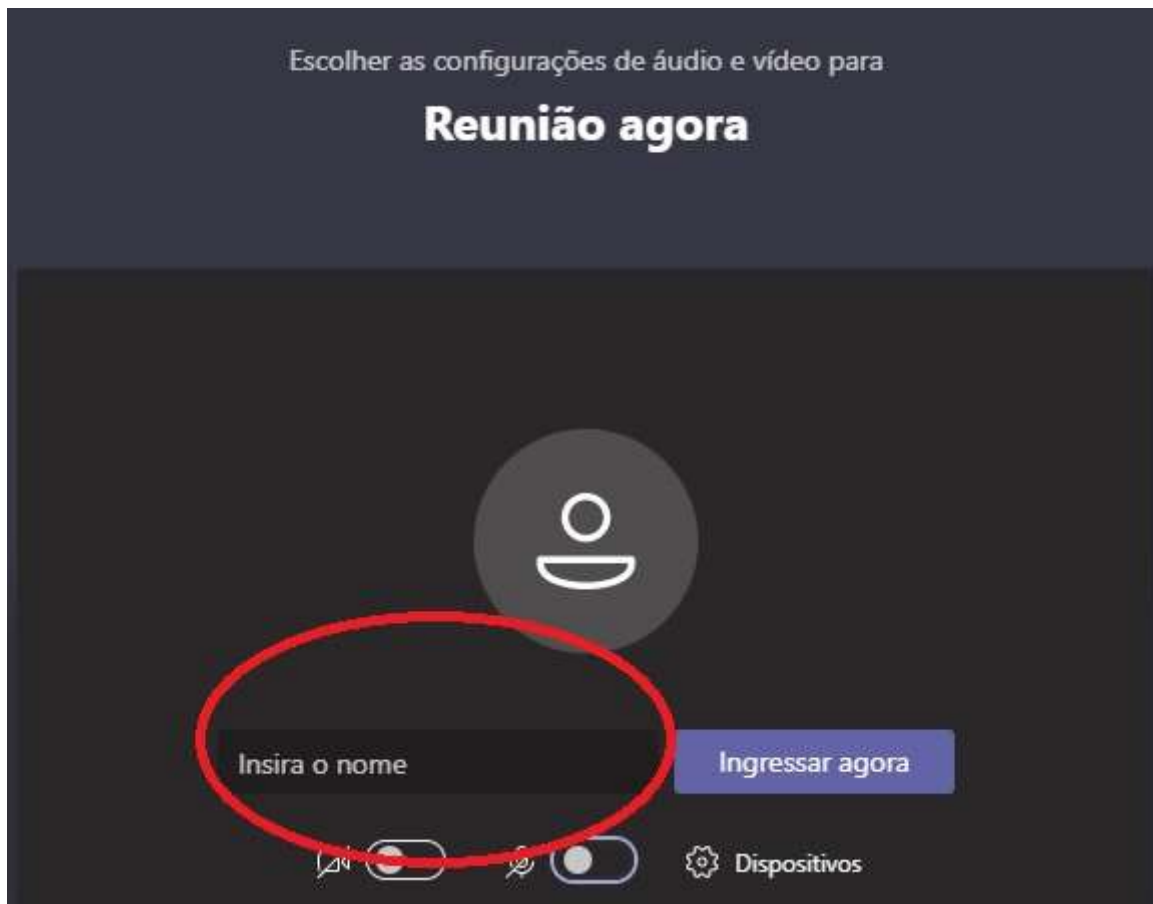 Escolher as configurações de áudio e vídeo para
Reunião agora
Insira o nome
Ingressar agora
Dispositivos